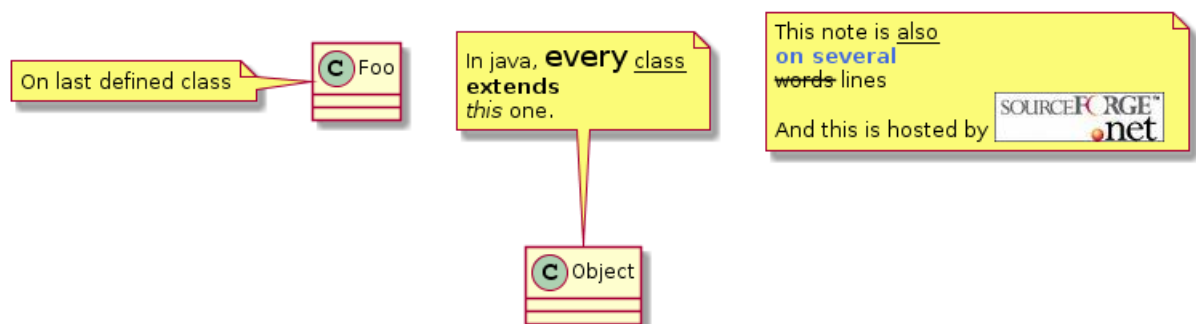 On last defined class
C Foo
In java, every class
extends
this one.
C Object
This note is also
on several
words lines
And this is hosted by SOURCEFORGE™
.net